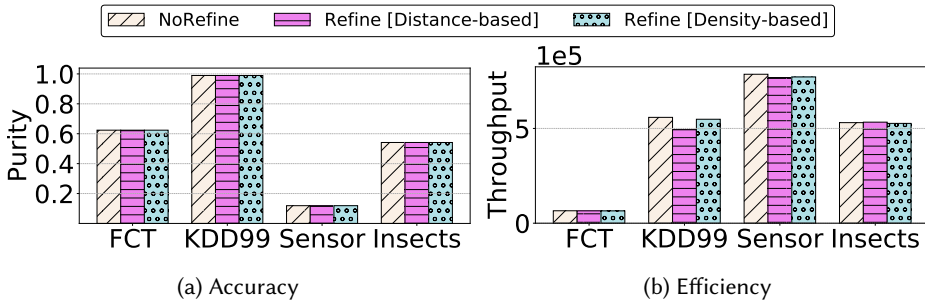 NoRefine Refine [Distance-based] Refine [Density-based]
Purity
1.0
0.8
0.6
0.4
0.2
FCT KDD99 Sensor Insects
(a) Accuracy
1e5
Throughput
5
0
FCT KDD99 Sensor Insects
(b) Efficiency